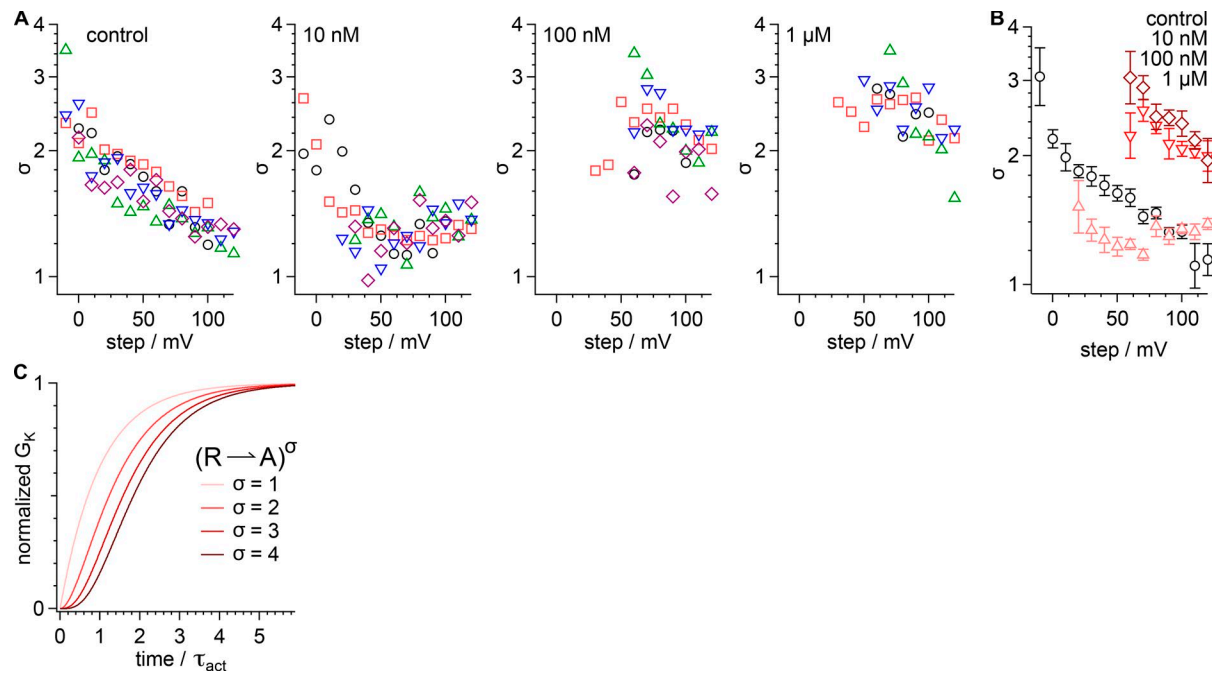 A
control
4
3
2
1
σ
0
50
100
step / mV
10 nM
4
3
2
1
σ
0
50
100
step / mV
100 nM
4
3
2
1
σ
0
50
100
step / mV
1 µM
4
3
2
1
σ
0
50
100
step / mV
B
control
10 nM
100 nM
1 µM
4
3
2
1
σ
0
50
100
step / mV
C
1
0
normalized G_K
(R → A)^σ
σ = 1
σ = 2
σ = 3
σ = 4
0
1
2
3
4
5
time / τ_act